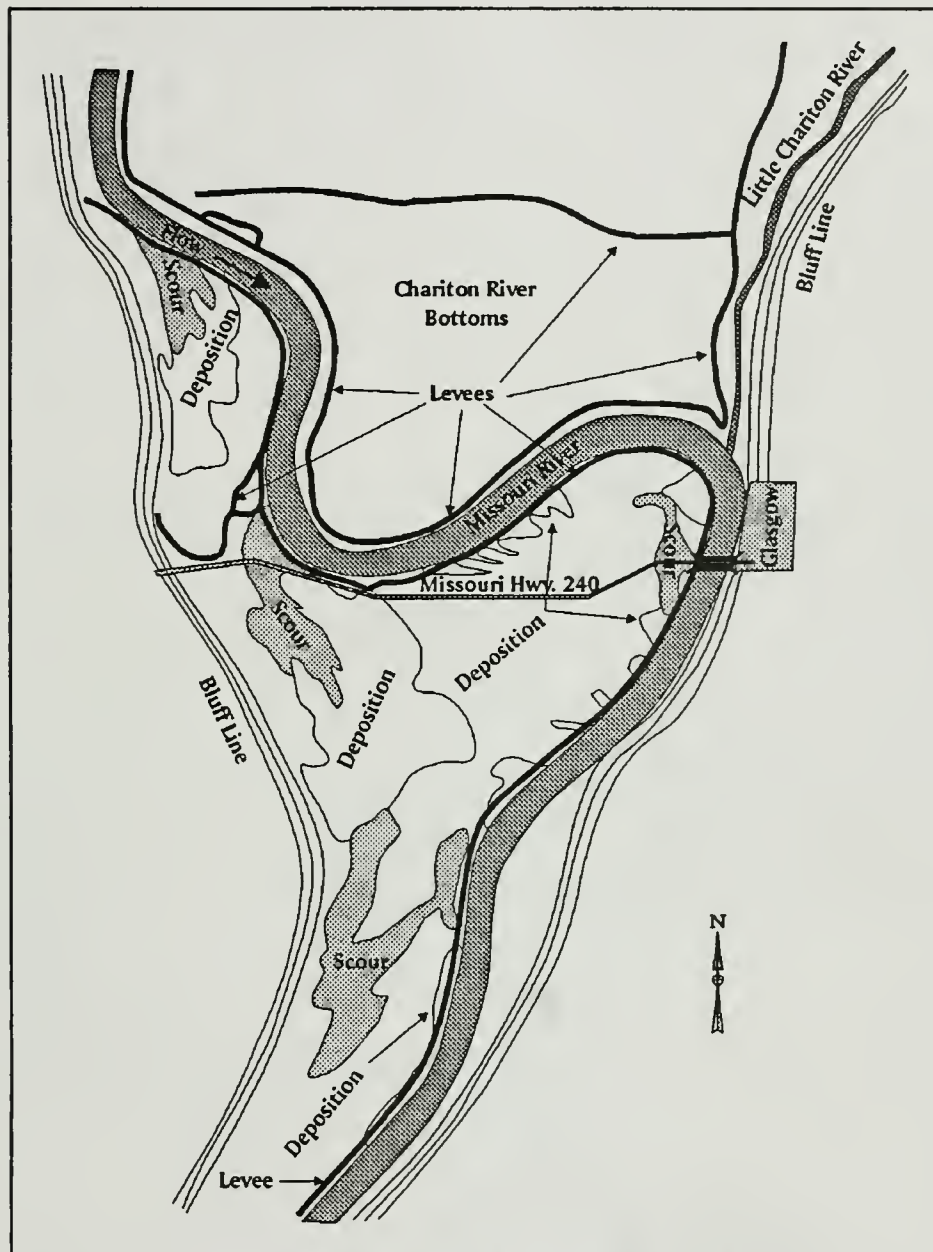 Little Chariton River
Bluff Line
Flow
Scour
Deposition
Chariton River
Bottoms
Levees
Missouri River
Scour
Glasgow
Missouri Hwy. 240
Scour
Deposition
Deposition
Bluff Line
N
Scour
Deposition
Levee